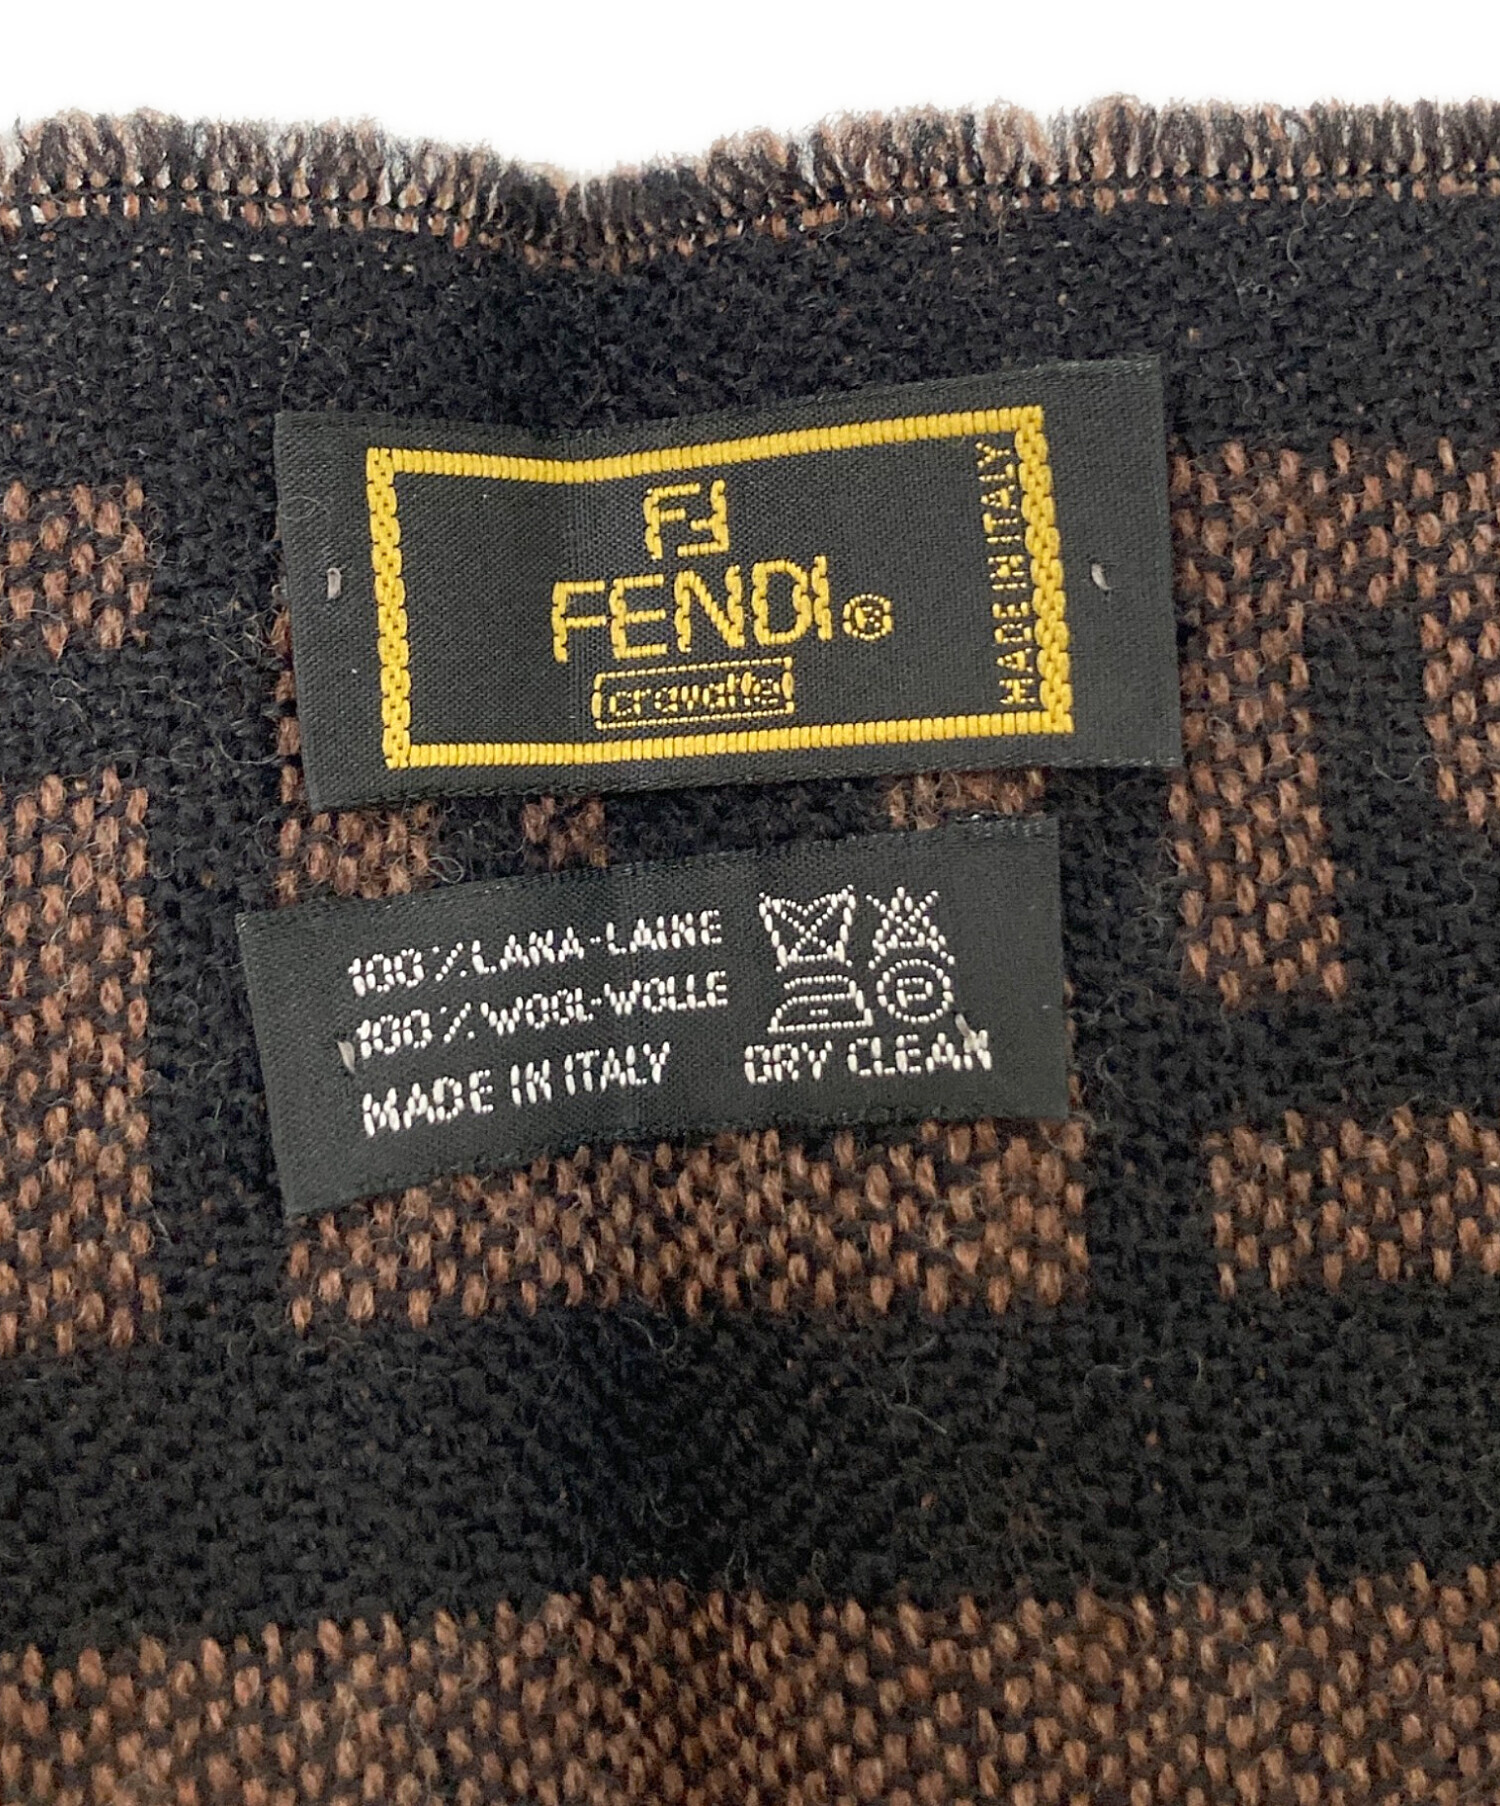 FF
FENDI®
cravatte
MADE IN ITALY
100% LANA-LAINE
100% WOOL-WOLLE
MADE IN ITALY
P
DRY CLEAN